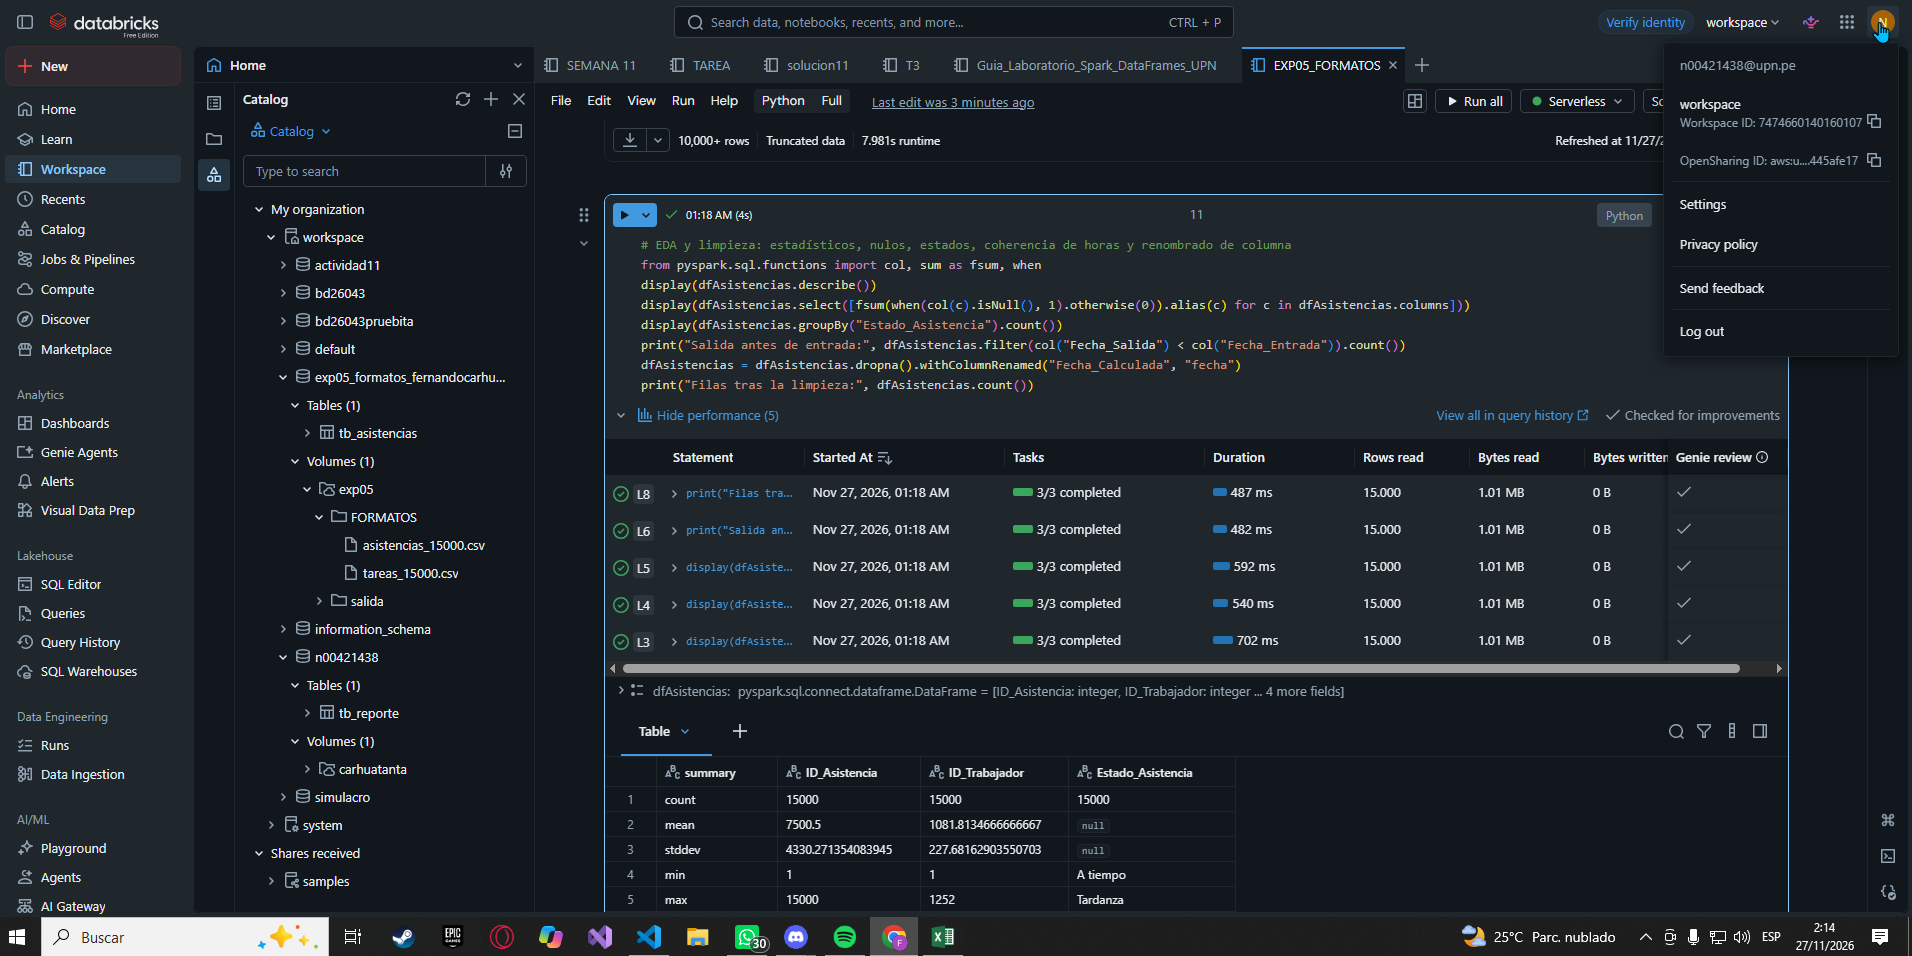 databricks
Free Edition
Search data, notebooks, recents, and more...
CTRL + P
Verify identity
workspace
N
New
Home
Learn
Workspace
Recents
Catalog
Jobs & Pipelines
Compute
Discover
Marketplace
Analytics
Dashboards
Genie Agents
Alerts
Visual Data Prep
Lakehouse
SQL Editor
Queries
Query History
SQL Warehouses
Data Engineering
Runs
Data Ingestion
AI/ML
Playground
Agents
AI Gateway
Home
Catalog
Catalog
Type to search
My organization
workspace
actividad11
bd26043
bd26043pruebita
default
exp05_formatos_fernandocarhu...
Tables (1)
tb_asistencias
Volumes (1)
exp05
FORMATOS
asistencias_15000.csv
tareas_15000.csv
salida
information_schema
n00421438
Tables (1)
tb_reporte
Volumes (1)
carhuatanta
simulacro
system
Shares received
samples
SEMANA 11
TAREA
solucion11
T3
Guia_Laboratorio_Spark_DataFrames_UPN
EXP05_FORMATOS
File Edit View Run Help Python Full Last edit was 3 minutes ago
Run all
Serverless
10,000+ rows Truncated data 7.981s runtime
Refreshed at 11/27/2
01:18 AM (4s)
11
Python
# EDA y limpieza: estadísticos, nulos, estados, coherencia de horas y renombrado de columna
from pyspark.sql.functions import col, sum as fsum, when
display(dfAsistencias.describe())
display(dfAsistencias.select([fsum(when(col(c).isNull(), 1).otherwise(0)).alias(c) for c in dfAsistencias.columns]))
display(dfAsistencias.groupBy("Estado_Asistencia").count())
print("Salida antes de entrada:", dfAsistencias.filter(col("Fecha_Salida") < col("Fecha_Entrada")).count())
dfAsistencias = dfAsistencias.dropna().withColumnRenamed("Fecha_Calculada", "fecha")
print("Filas tras la limpieza:", dfAsistencias.count())
Hide performance (5)
View all in query history
Checked for improvements
Statement Started At Tasks Duration Rows read Bytes read Bytes written Genie review
L8 print("Filas tra... Nov 27, 2026, 01:18 AM 3/3 completed 487 ms 15.000 1.01 MB 0 B
L6 print("Salida an... Nov 27, 2026, 01:18 AM 3/3 completed 482 ms 15.000 1.01 MB 0 B
L5 display(dfAsiste... Nov 27, 2026, 01:18 AM 3/3 completed 592 ms 15.000 1.01 MB 0 B
L4 display(dfAsiste... Nov 27, 2026, 01:18 AM 3/3 completed 540 ms 15.000 1.01 MB 0 B
L3 display(dfAsiste... Nov 27, 2026, 01:18 AM 3/3 completed 702 ms 15.000 1.01 MB 0 B
dfAsistencias: pyspark.sql.connect.dataframe.DataFrame = [ID_Asistencia: integer, ID_Trabajador: integer ... 4 more fields]
Table
summary ID_Asistencia ID_Trabajador Estado_Asistencia
1 count 15000 15000 15000
2 mean 7500.5 1081.8134666666667 null
3 stddev 4330.271354083945 227.68162903550703 null
4 min 1 1 A tiempo
5 max 15000 1252 Tardanza
n00421438@upn.pe
workspace
Workspace ID: 7474660140160107
OpenSharing ID: aws:u....445afe17
Settings
Privacy policy
Send feedback
Log out
Buscar
EPIC GAMES
30
F
25°C Parc. nublado
ESP
2:14
27/11/2026